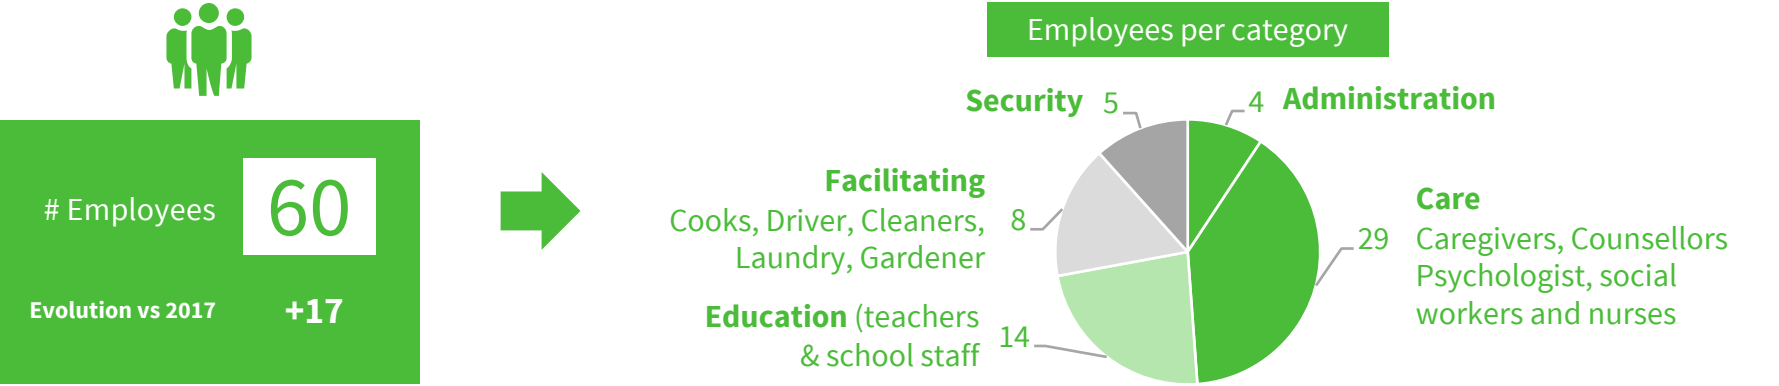 # Employees 60
Evolution vs 2017 +17
Employees per category
Security 5
4 Administration
Facilitating
Cooks, Driver, Cleaners,
Laundry, Gardener
8
Education (teachers
& school staff
14
29
Care
Caregivers, Counsellors
Psychologist, social
workers and nurses